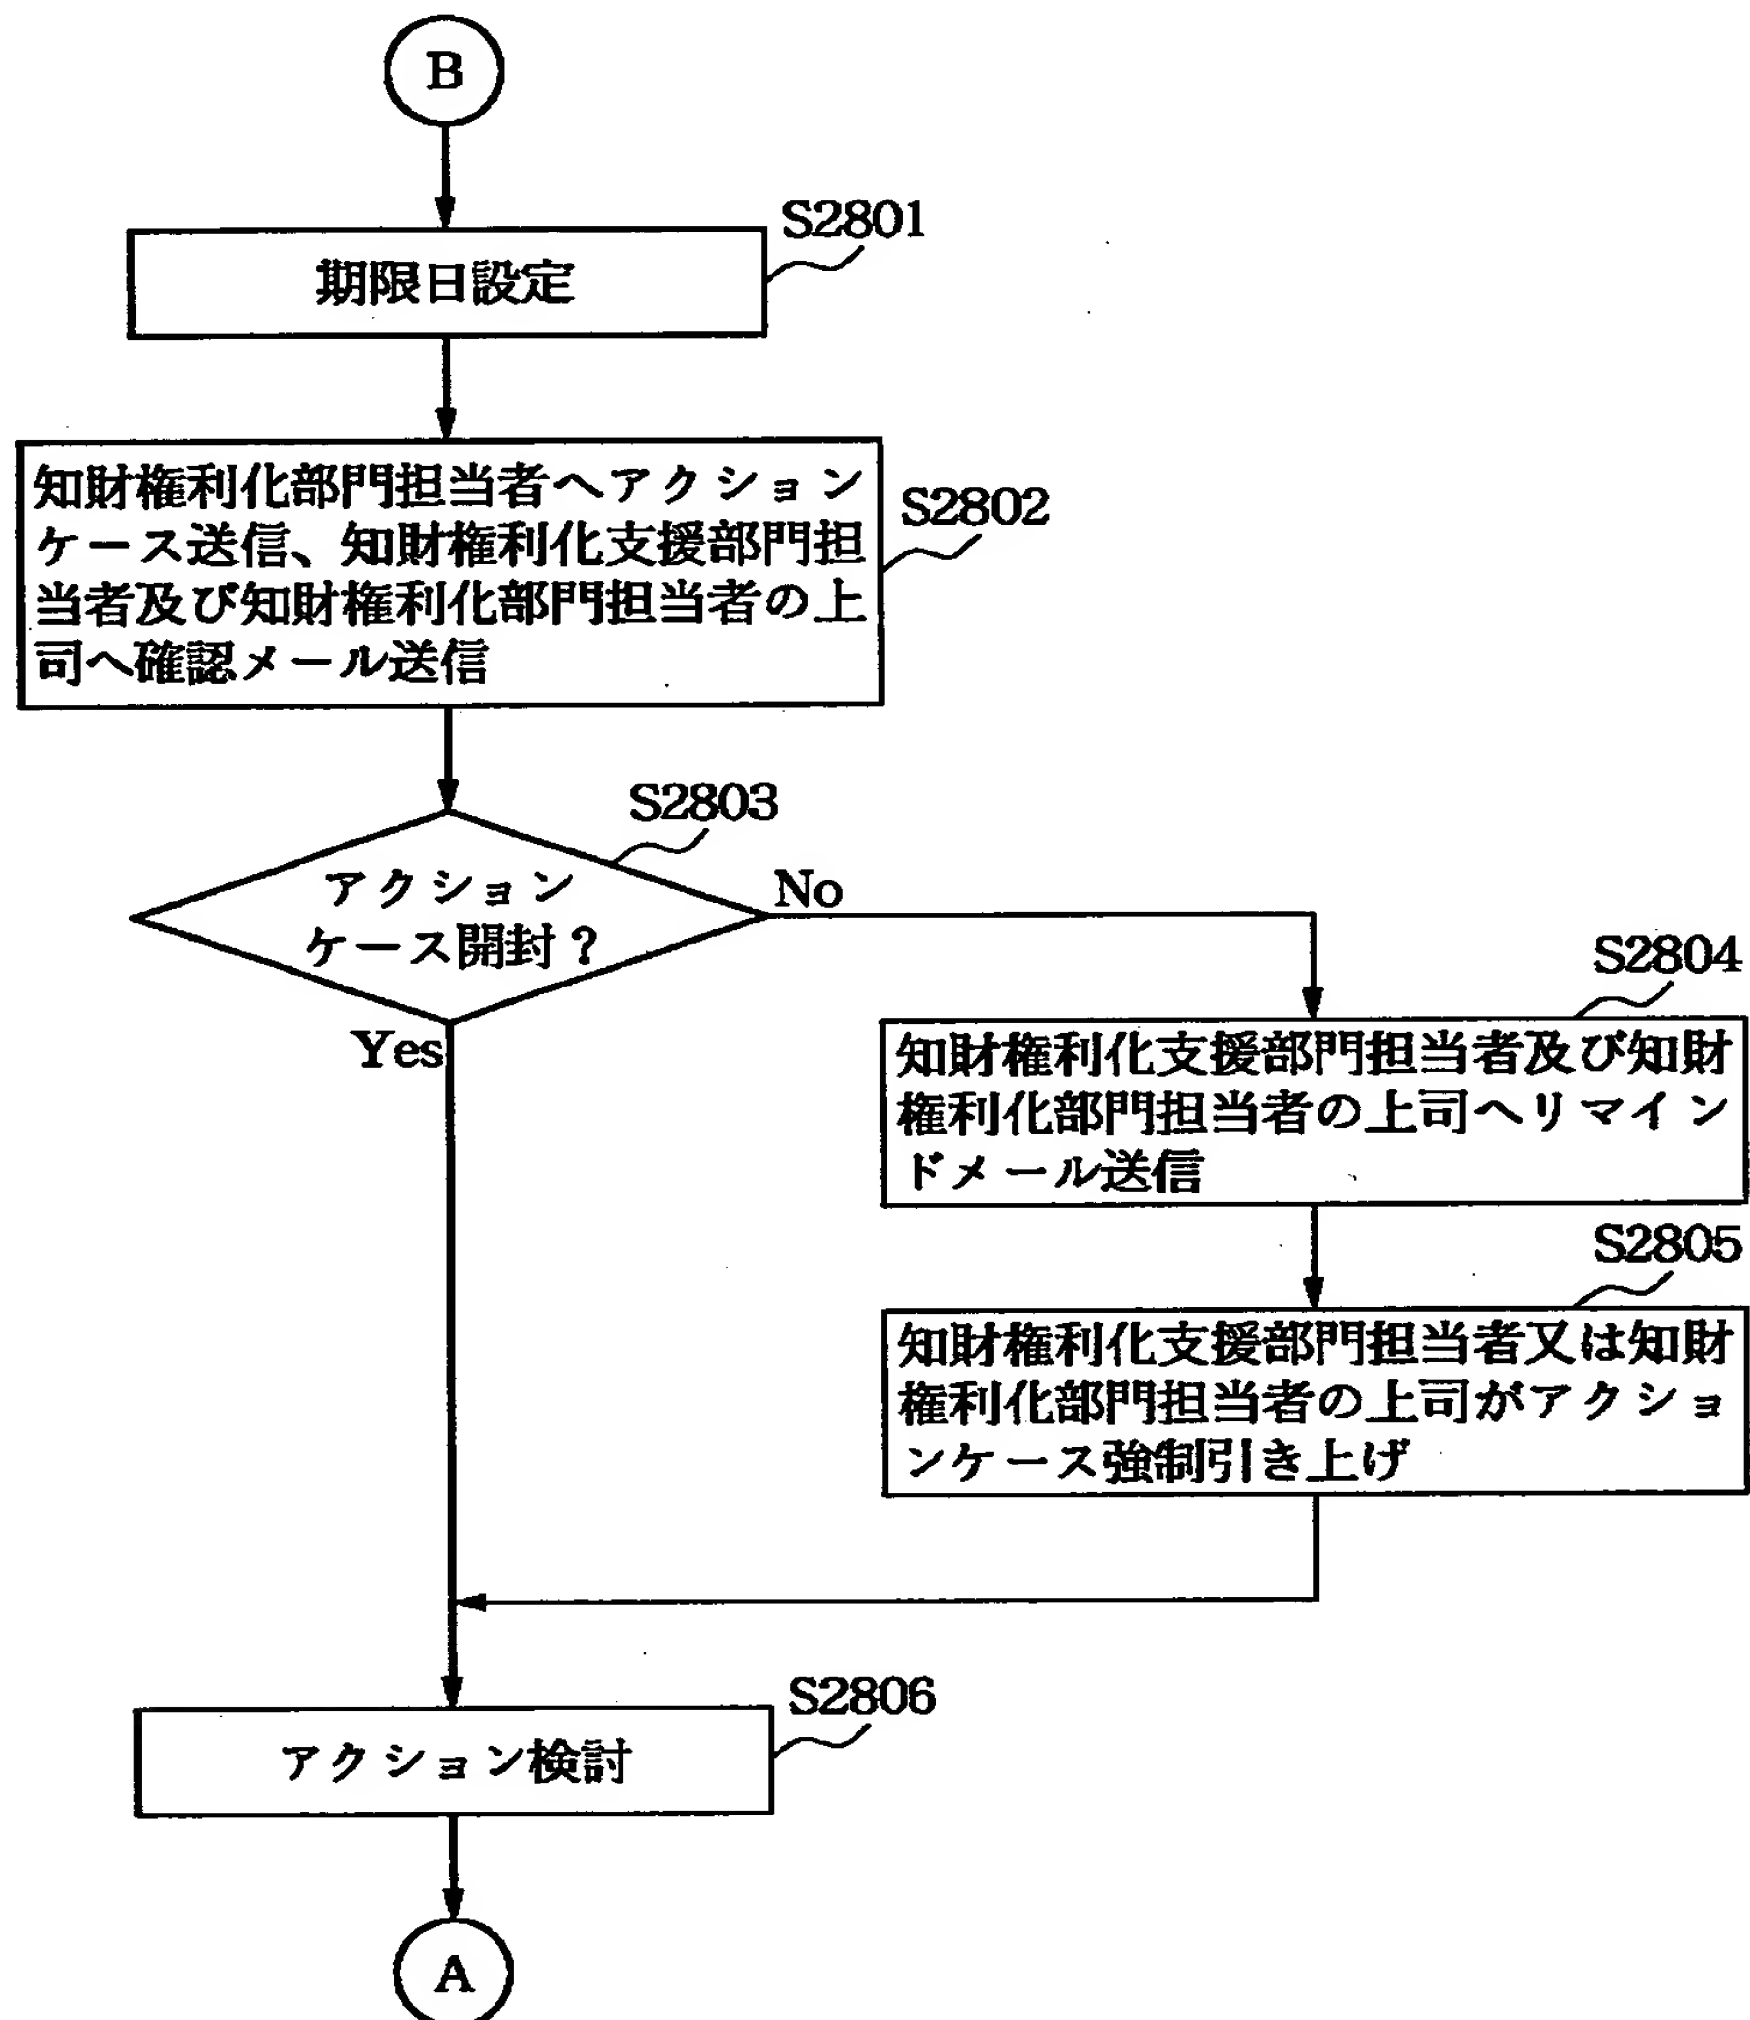 B
S2801
期限日設定
知財権利化部門担当者へアクション
ケース送信、知財権利化支援部門担
当者及び知財権利化部門担当者の上
司へ確認メール送信
S2802
S2803
アクション
ケース開封？
No
Yes
S2804
知財権利化支援部門担当者及び知財
権利化部門担当者の上司へリマイン
ドメール送信
S2805
知財権利化支援部門担当者又は知財
権利化部門担当者の上司がアクショ
ンケース強制引き上げ
S2806
アクション検討
A